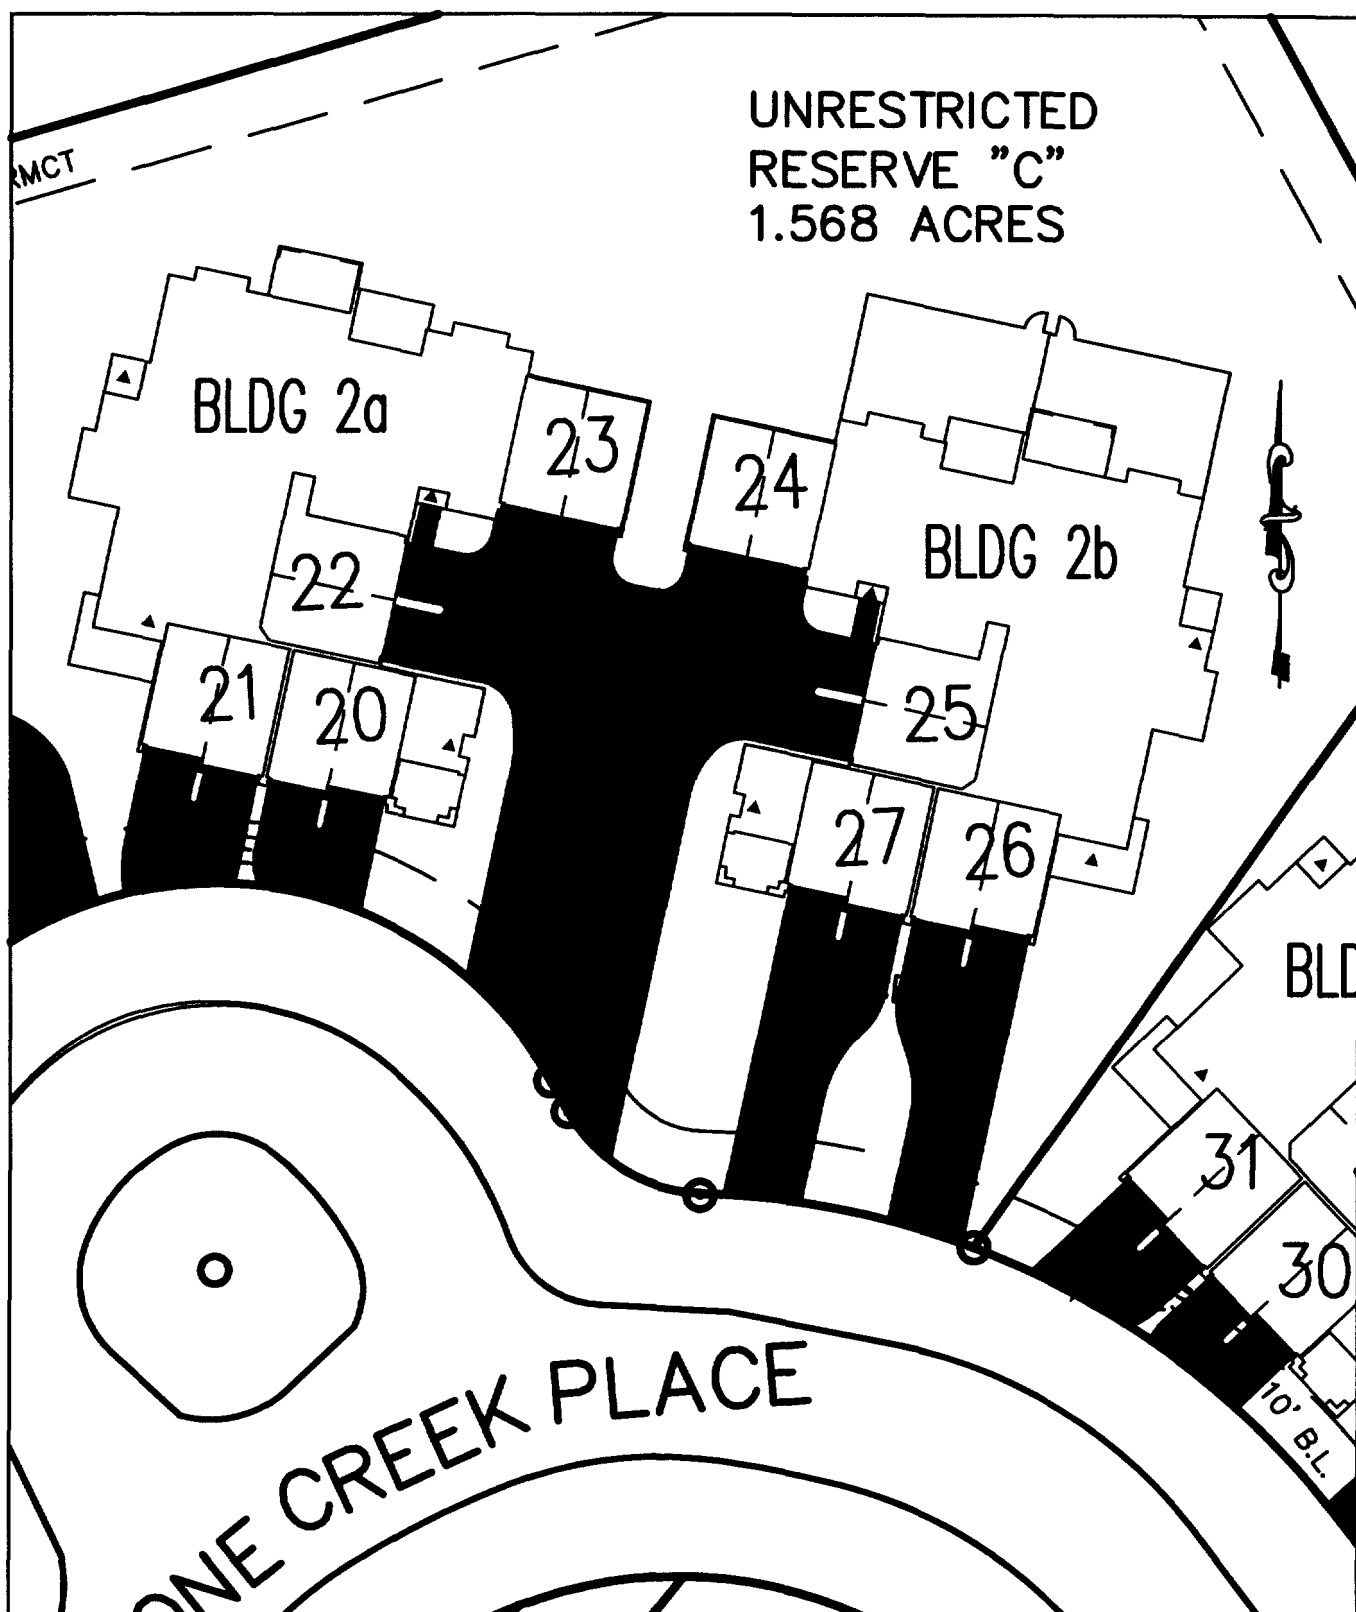 UNRESTRICTED
RESERVE "C"
1.568 ACRES
RMCT
BLDG 2a
23
24
22
BLDG 2b
21
20
25
27
26
BLD
31
30
10' B.L.
ONE CREEK PLACE